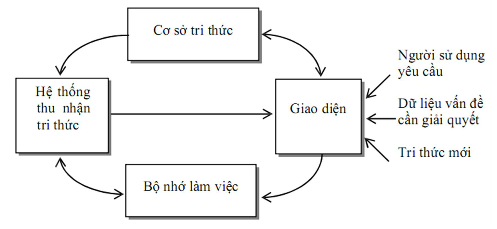 Cơ sở tri thức
Hệ thống
thu nhận
tri thức
Giao diện
Bộ nhớ làm việc
Người sử dụng
yêu cầu
Dữ liệu vấn đề
cần giải quyết
Tri thức mới